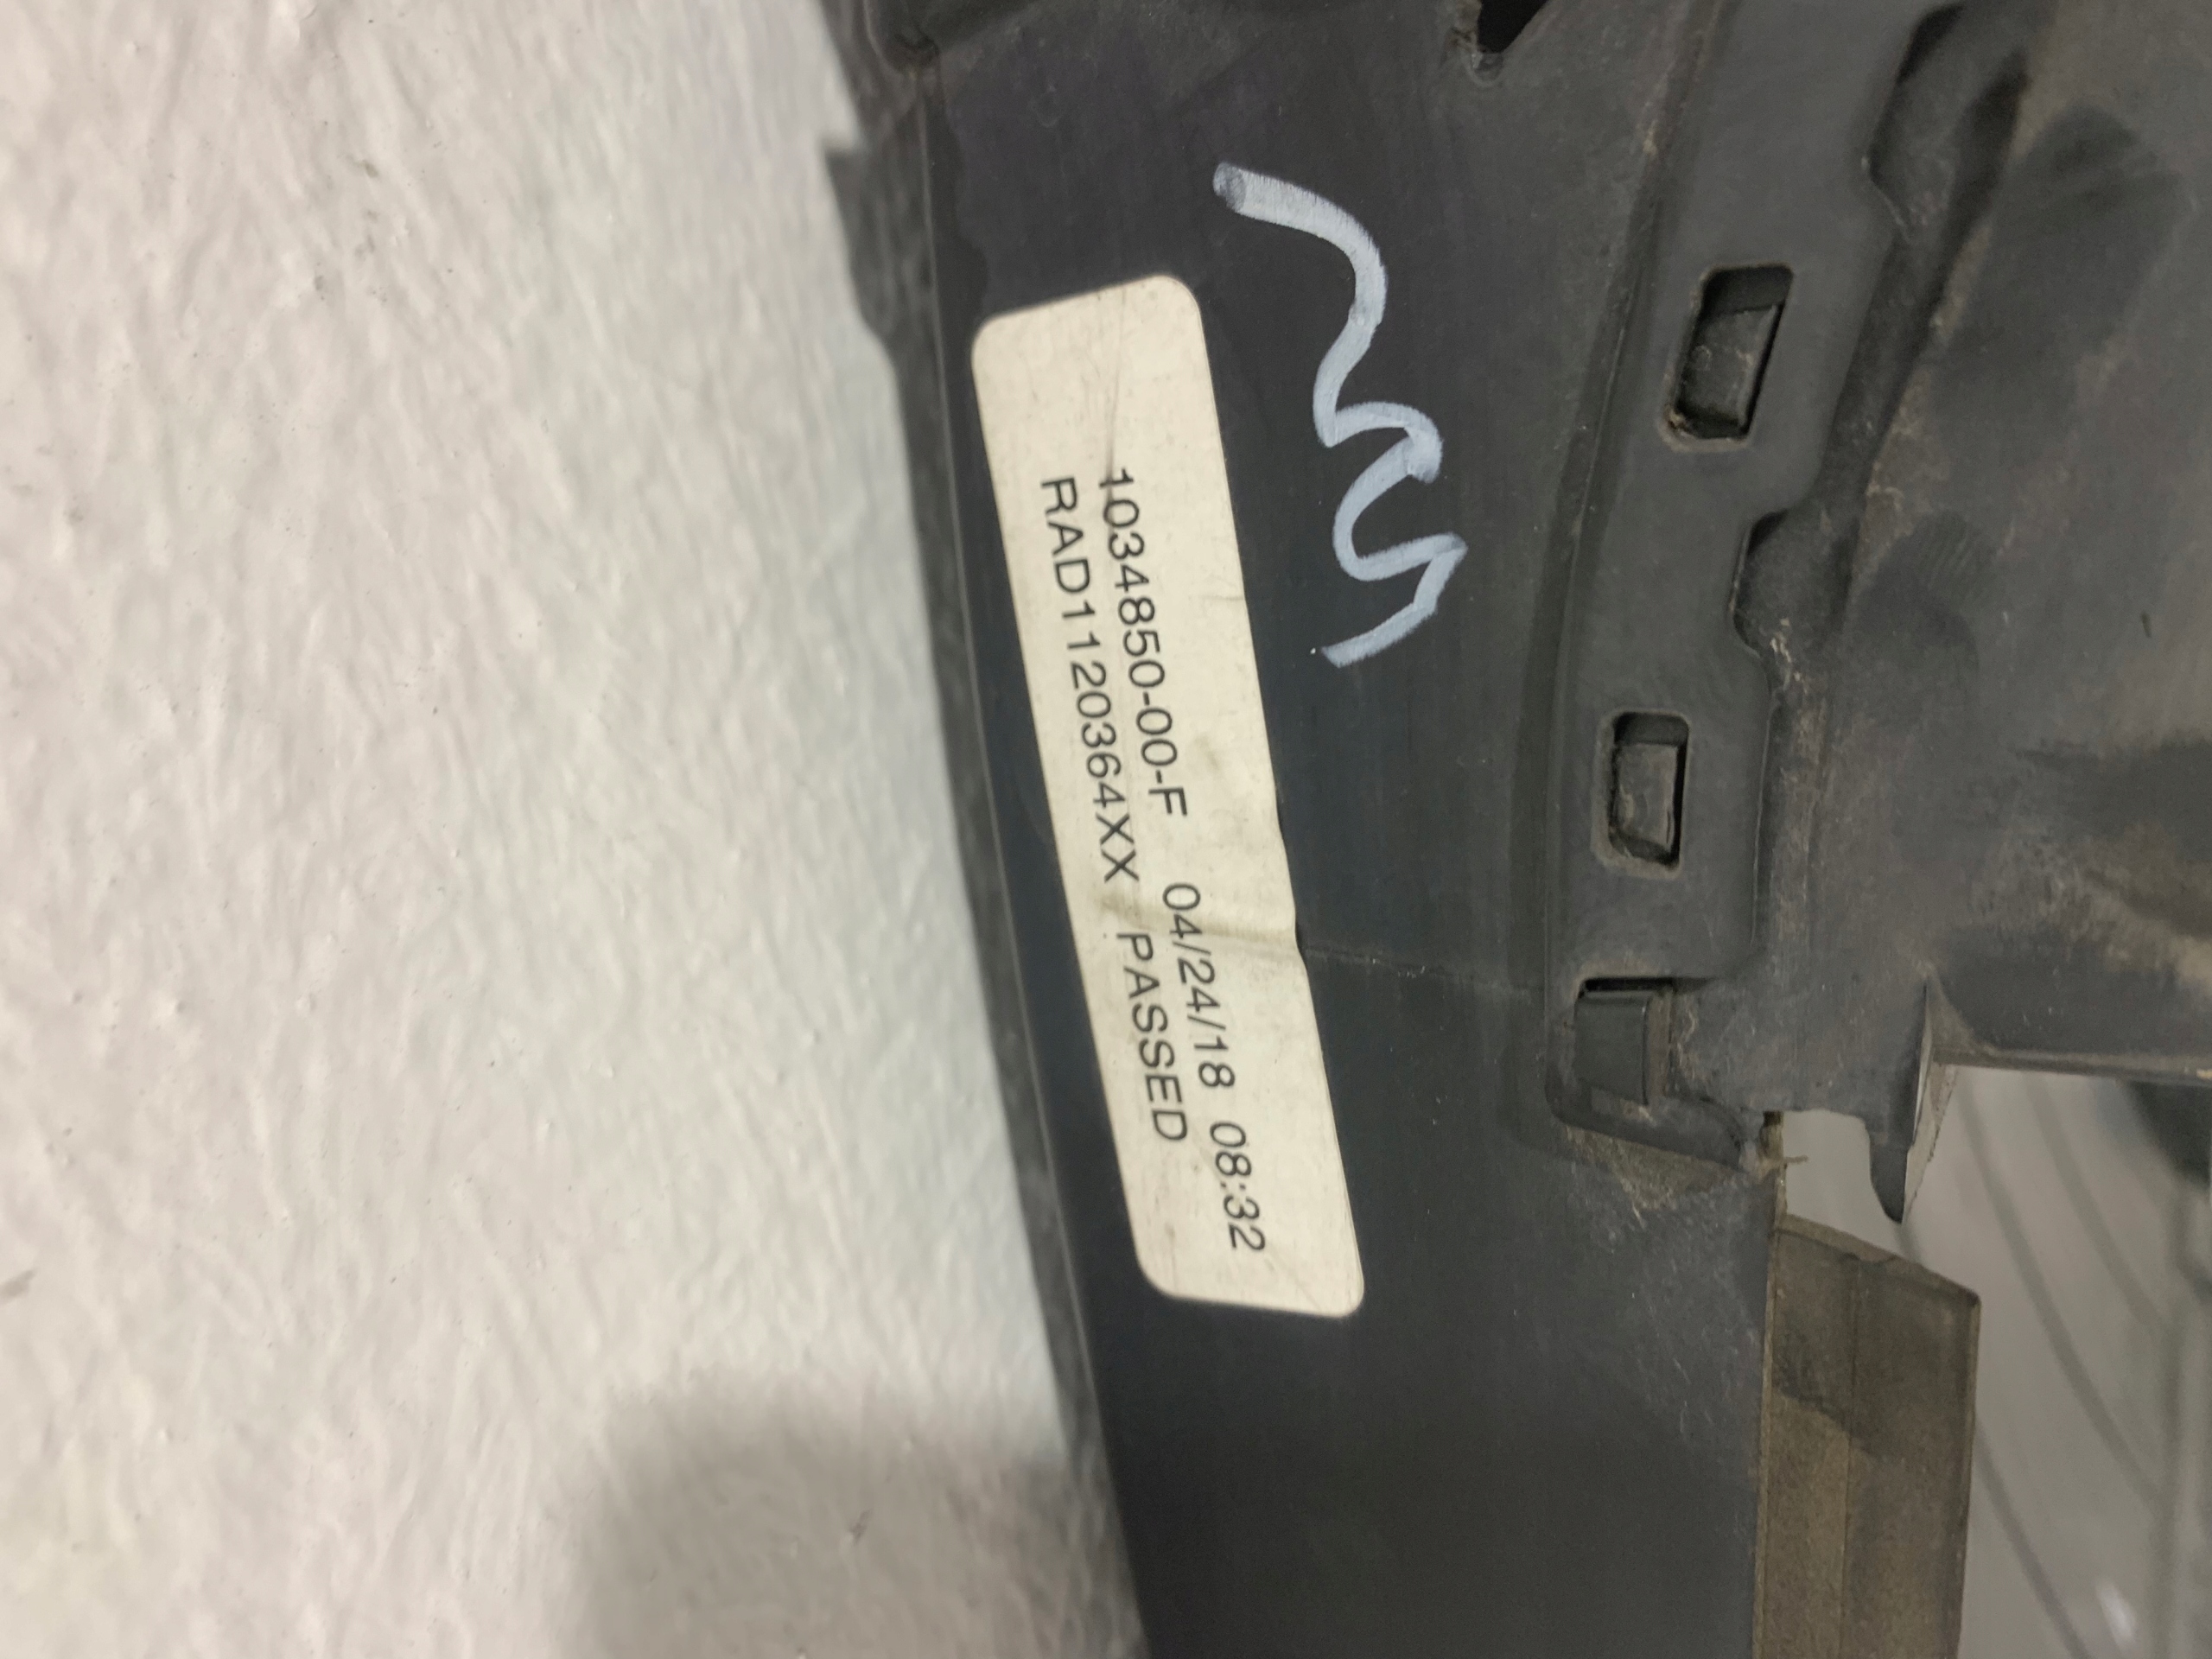 1034850-00-F 04/24/18 08:32
RAD1120364XX PASSED